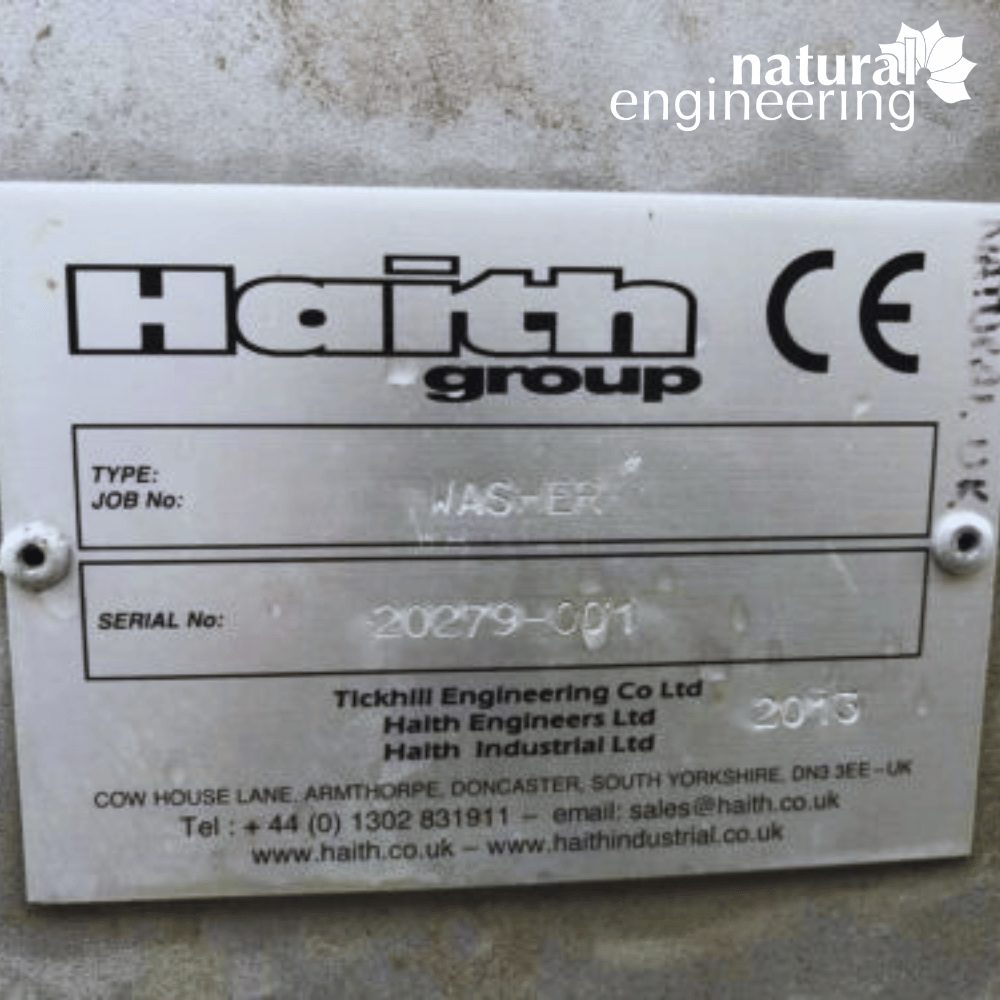 natural
engineering
Haith
group
CE
TYPE:
JOB No:
WASHER
SERIAL No:
20279-001
Tickhill Engineering Co Ltd
Haith Engineers Ltd
Haith Industrial Ltd
COW HOUSE LANE, ARMTHORPE, DONCASTER, SOUTH YORKSHIRE, DN3 3EE-UK
Tel : + 44 (0) 1302 831911 – email: sales@haith.co.uk
www.haith.co.uk – www.haithindustrial.co.uk